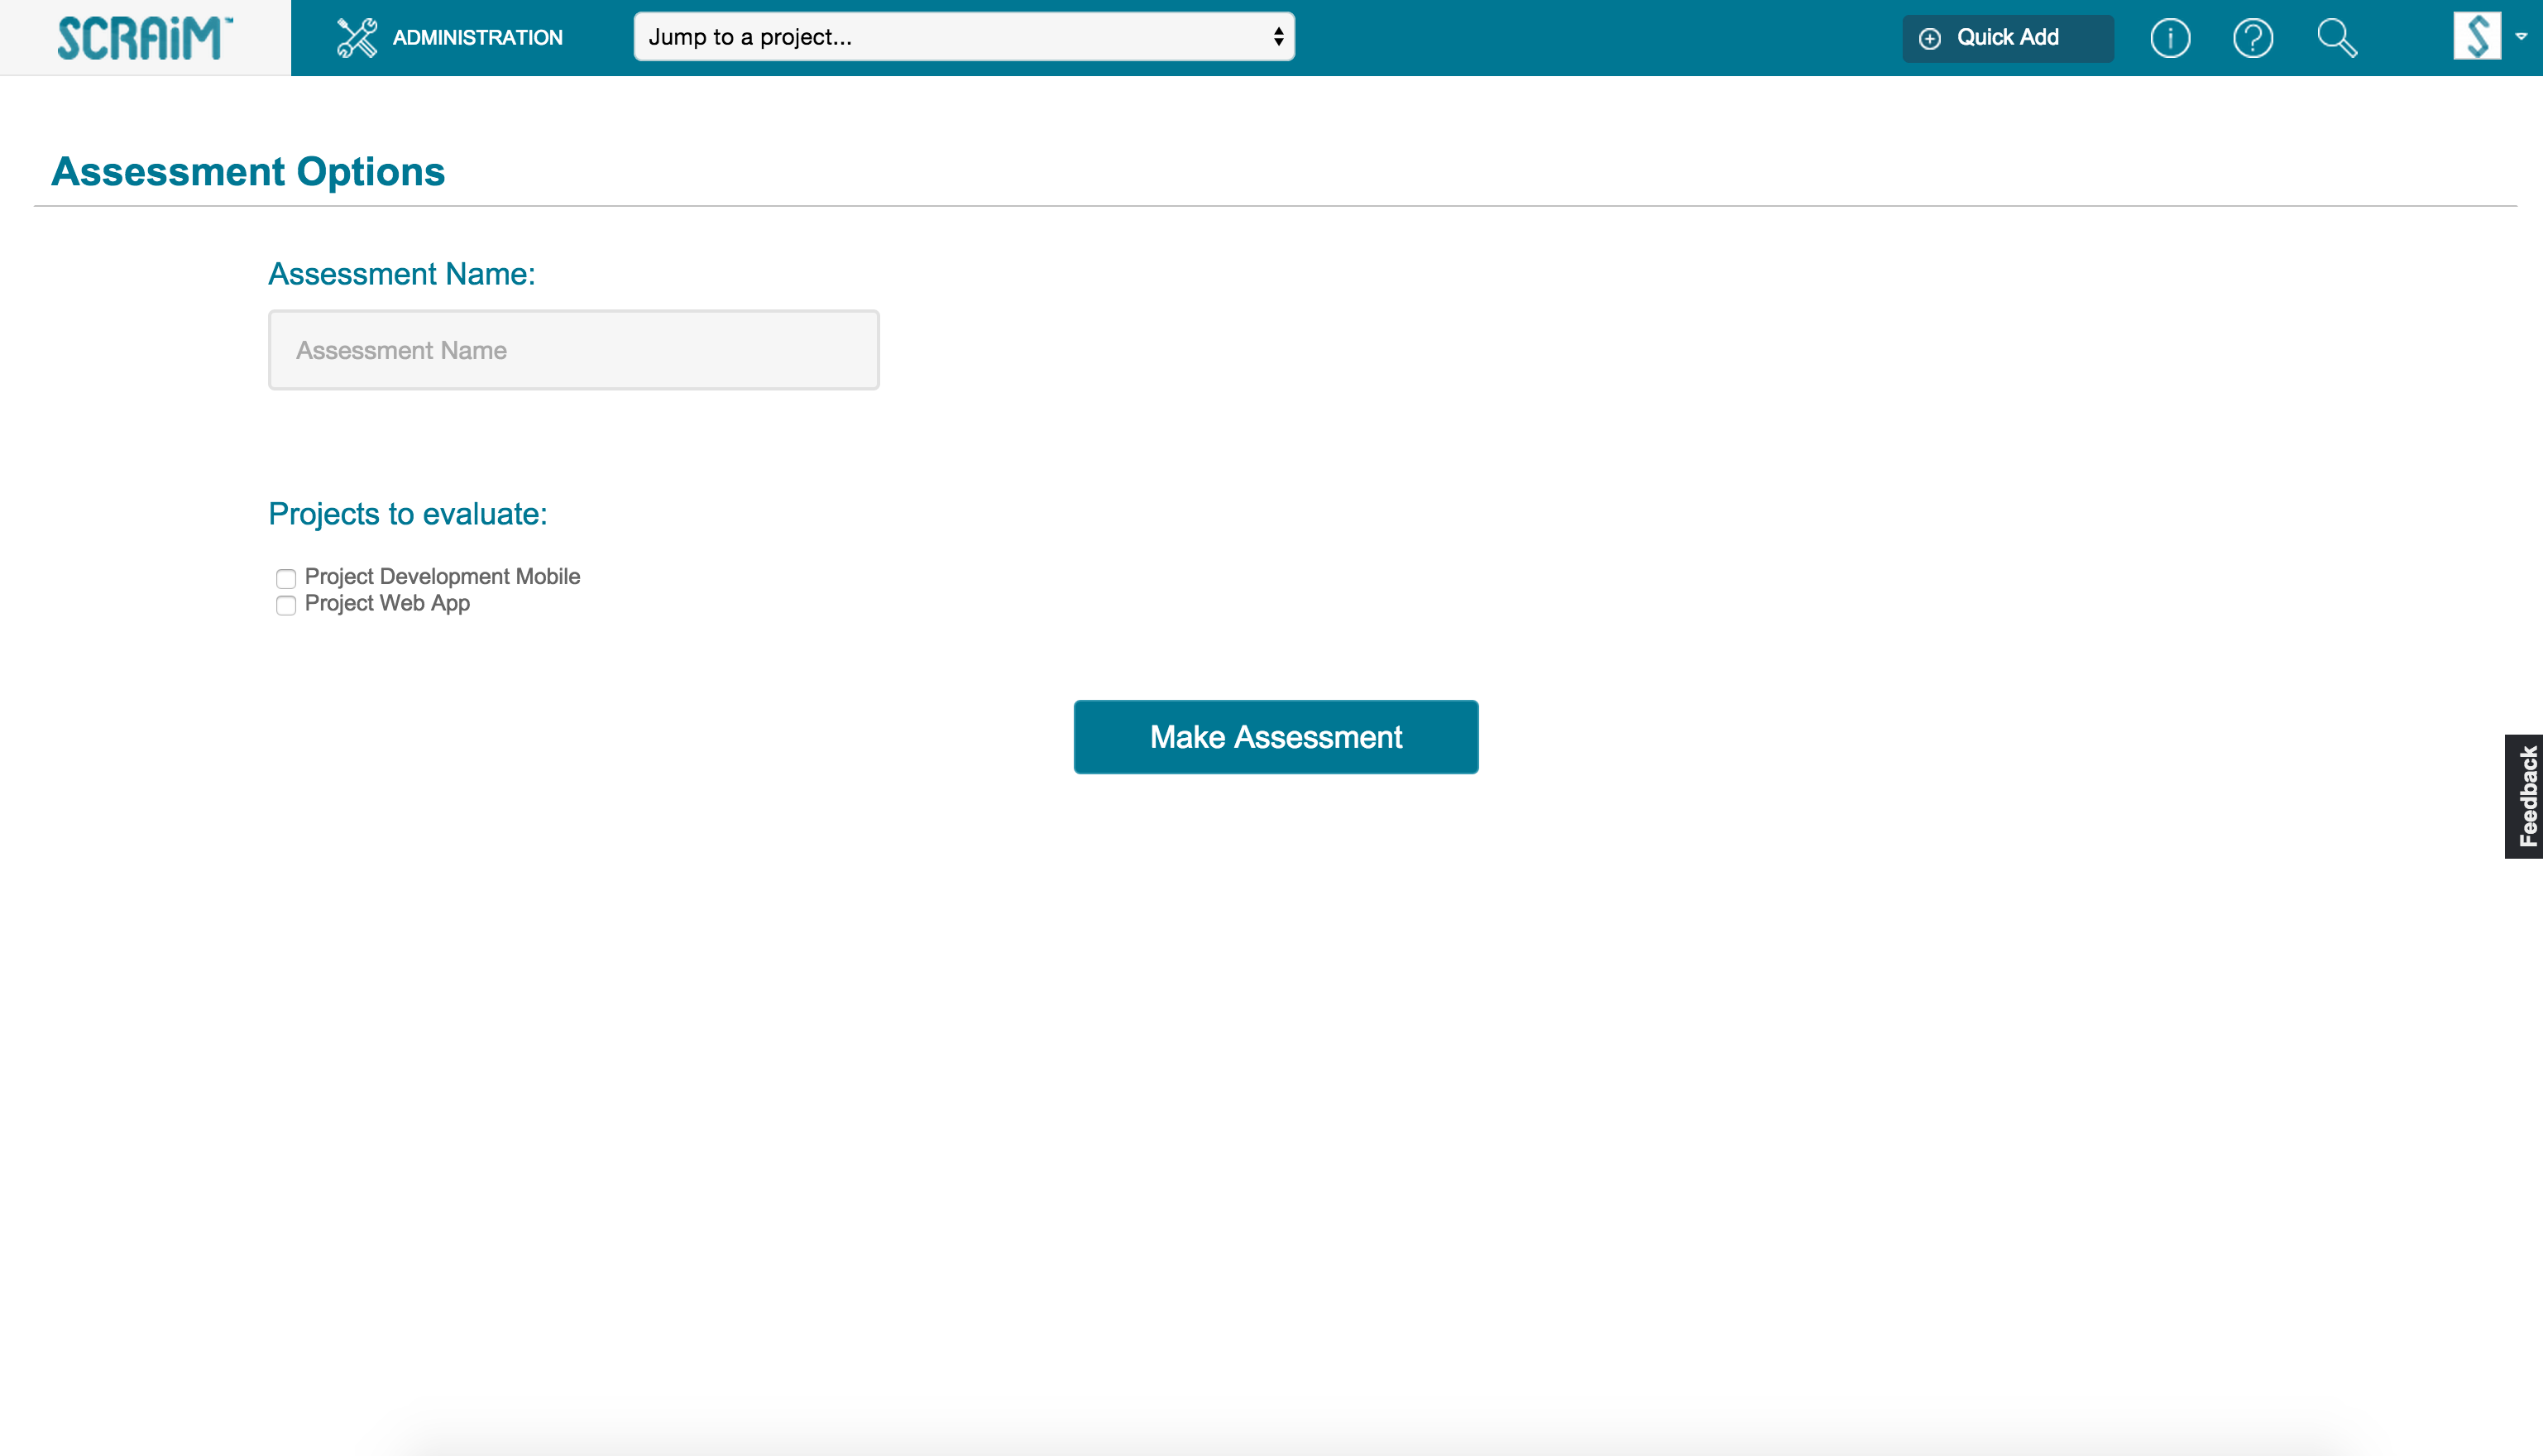 SCRAiM™
ADMINISTRATION
Jump to a project...
Quick Add
Assessment Options
Assessment Name:
Assessment Name
Projects to evaluate:
Project Development Mobile
Project Web App
Make Assessment
Feedback